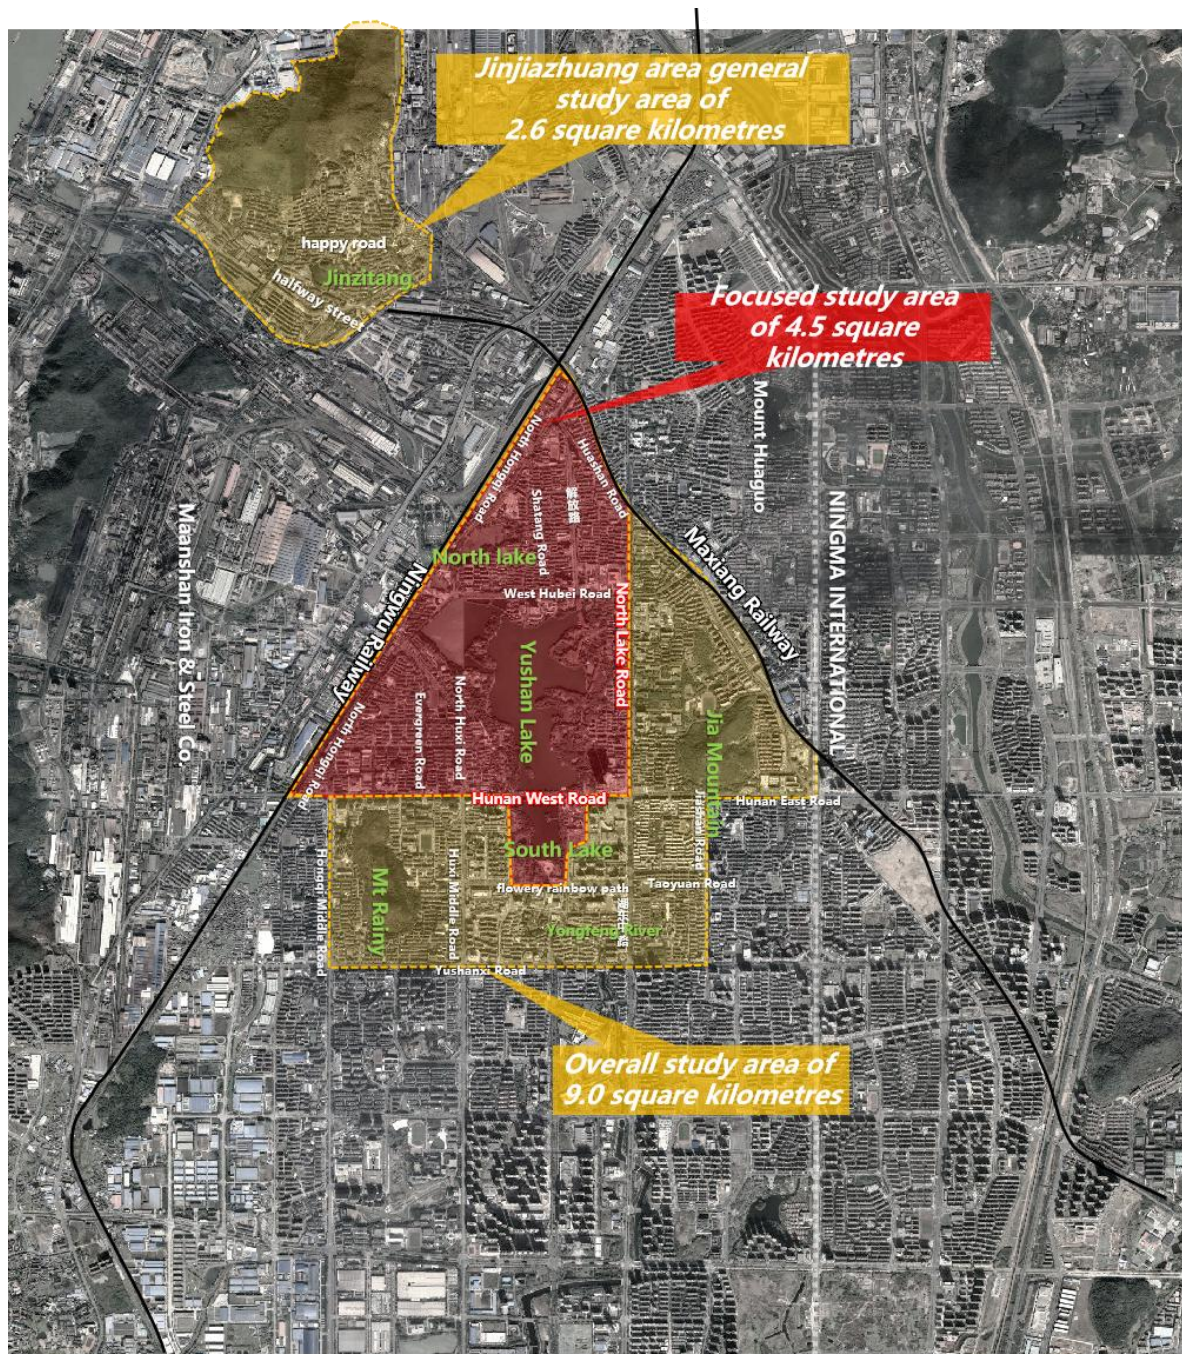 Jinjiazhuang area general
study area of
2.6 square kilometres
happy road
Jinzitang
halfway street
Focused study area
of 4.5 square
kilometres
Mount Huaguo
North Hongqi Road
Huashan Road
解放路
Shatang Road
NINGMA INTERNATIONAL
Maanshan Iron & Steel Co.
North lake
Maxiang Railway
Ningwu Railway
West Hubei Road
North Lake Road
Yushan Lake
North Huxi Road
Evergreen Road
Jia Mountain
North Hongqi Road
Hunan West Road
Hunan East Road
Jiashan Road
South Lake
Hongqi Middle Road
Mt Rainy
Huxi Middle Road
flowery rainbow path
Taoyuan Road
Yongfeng River
Yushanxi Road
Overall study area of
9.0 square kilometres